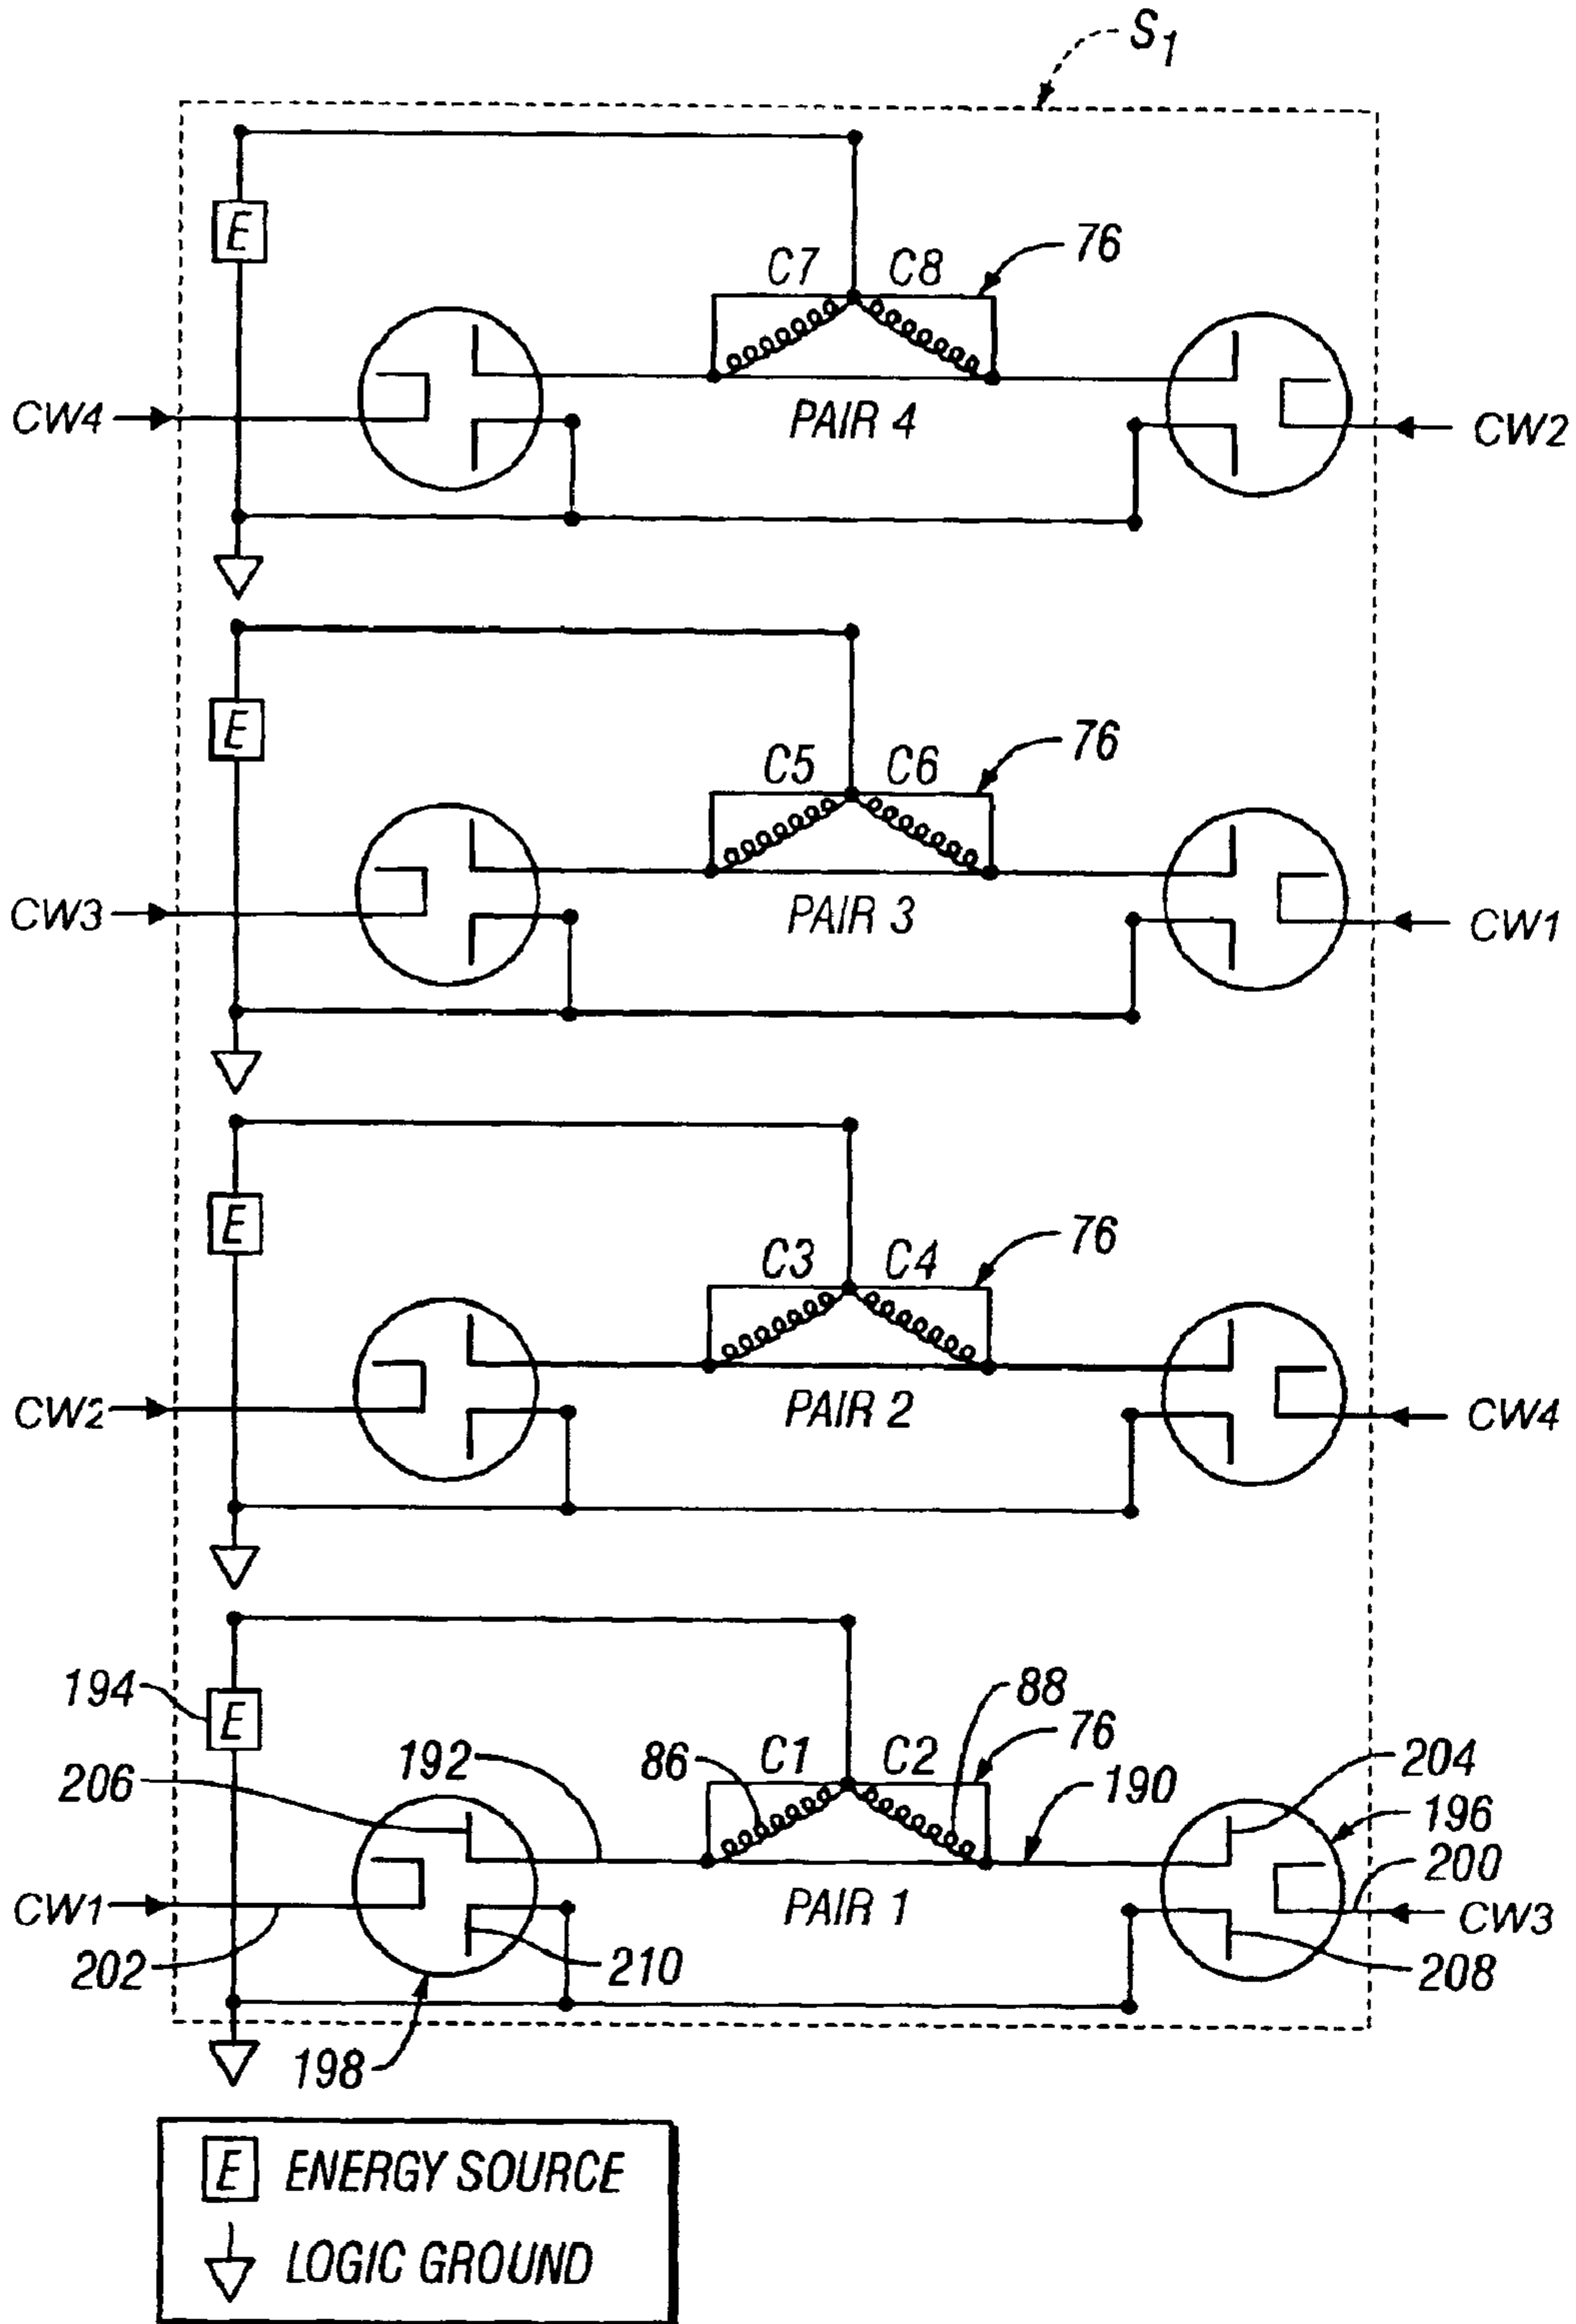 S1
E
C7 C8 76
CW4 PAIR 4 CW2
E
C5 C6 76
CW3 PAIR 3 CW1
E
C3 C4 76
CW2 PAIR 2 CW4
194 E 88
192 86 C1 C2 76 204
206 190 196
200
CW1 PAIR 1 CW3
202 210 208
198
E ENERGY SOURCE
LOGIC GROUND